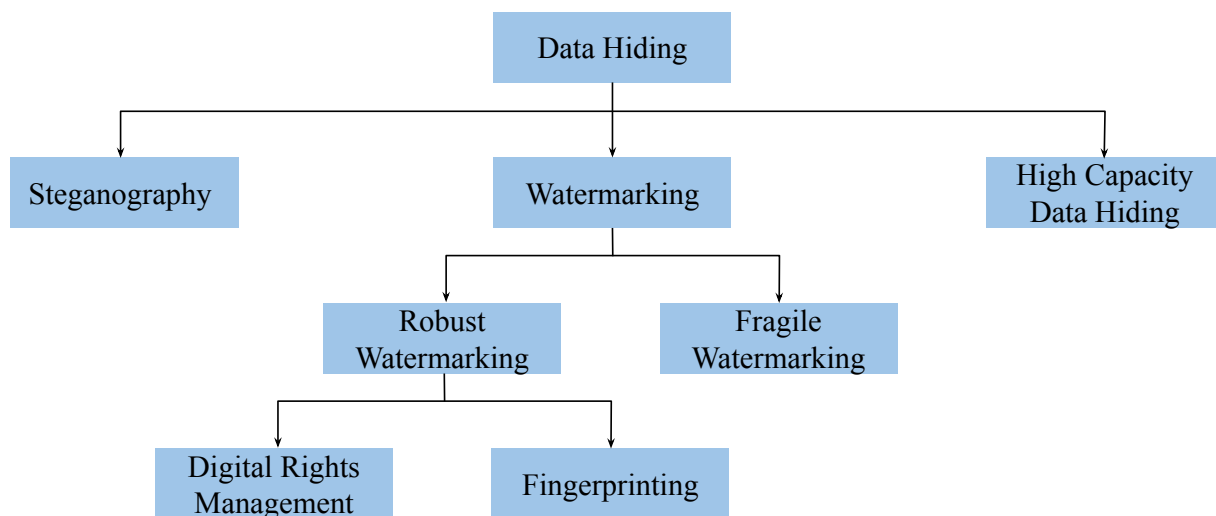 Data Hiding
Steganography
Watermarking
High Capacity
Data Hiding
Robust
Watermarking
Fragile
Watermarking
Digital Rights
Management
Fingerprinting